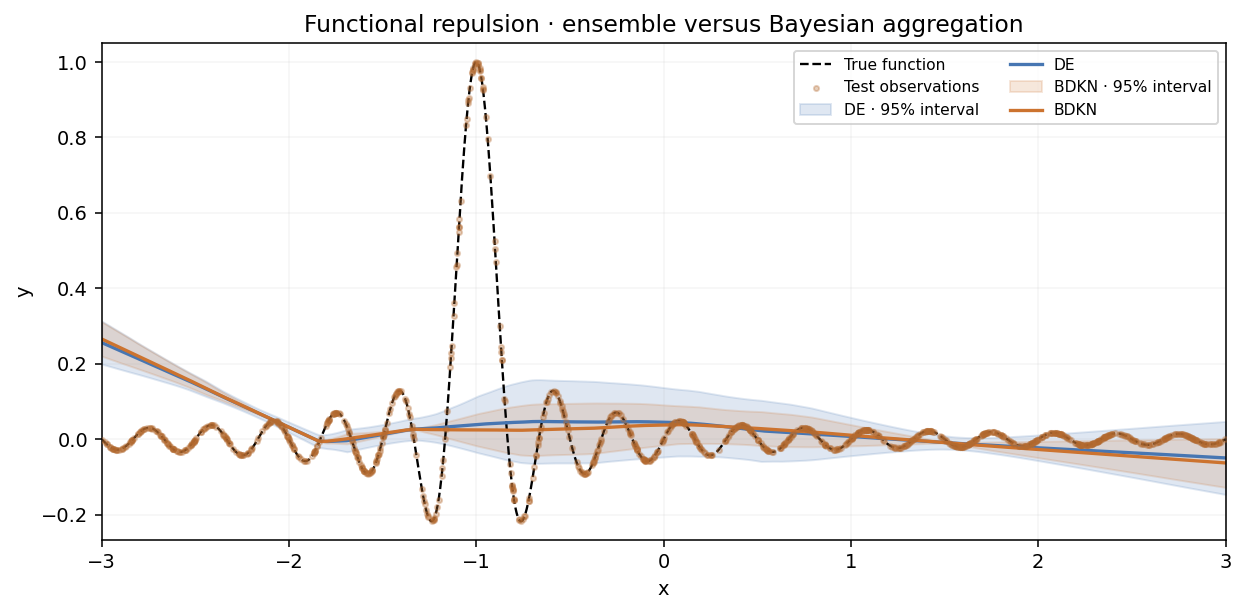 Functional repulsion · ensemble versus Bayesian aggregation
True function
Test observations
DE · 95% interval
DE
BDKN · 95% interval
BDKN
y
1.0
0.8
0.6
0.4
0.2
0.0
−0.2
−3
−2
−1
0
1
2
3
x